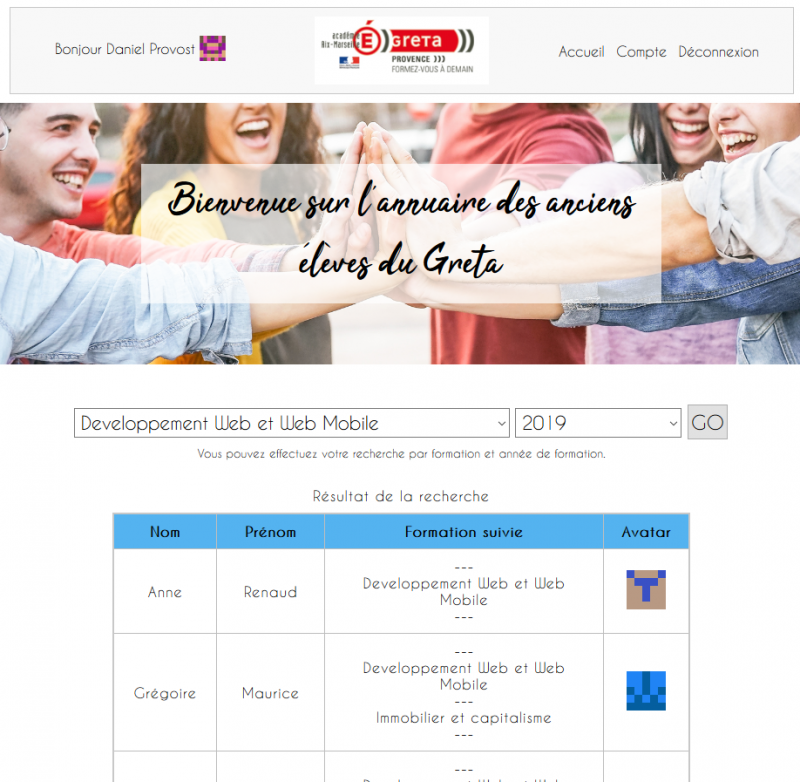 Bonjour Daniel Provost
académie
Aix-Marseille
É
GRETA
PROVENCE )))
FORMEZ-VOUS À DEMAIN
Accueil Compte Déconnexion
Bienvenue sur l'annuaire des anciens
élèves du Greta
Developpement Web et Web Mobile
2019
GO
Vous pouvez effectuez votre recherche par formation et année de formation.
Résultat de la recherche
Nom Prénom Formation suivie Avatar
---
Anne Renaud Developpement Web et Web
Mobile
---
---
Developpement Web et Web
Grégoire Maurice Mobile
---
Immobilier et capitalisme
---
---